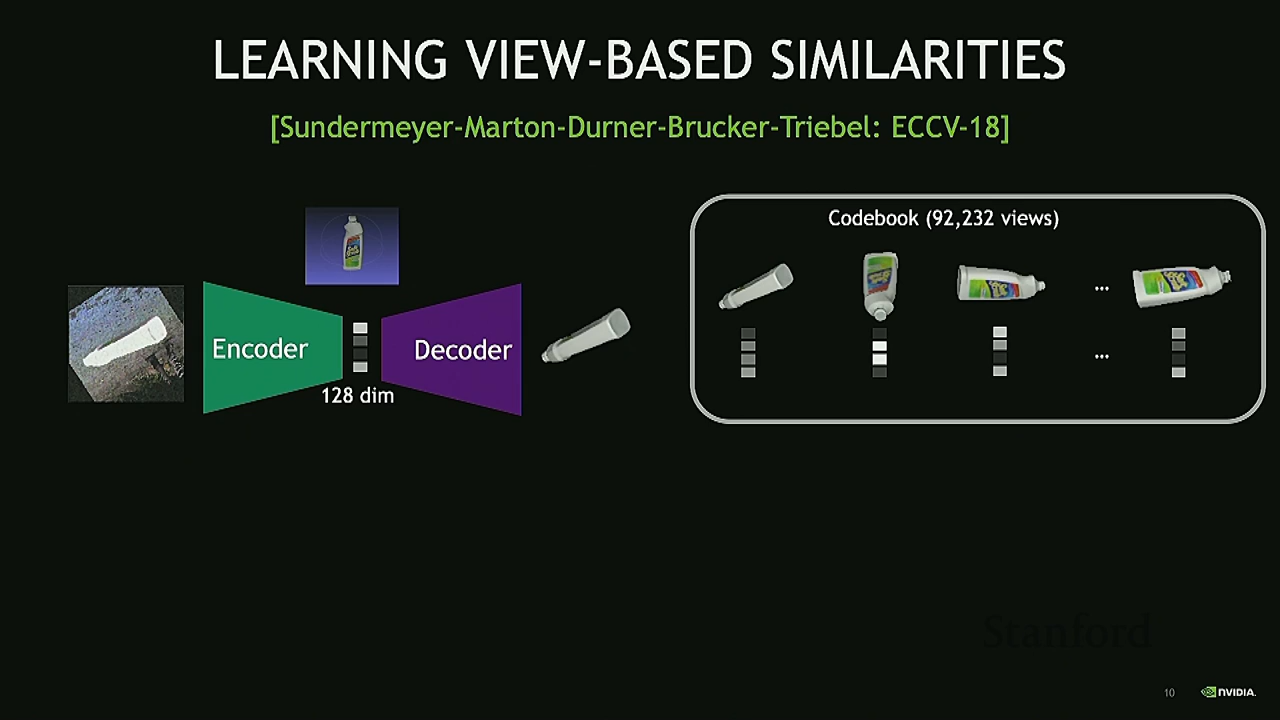 LEARNING VIEW-BASED SIMILARITIES
[Sundermeyer-Marton-Durner-Brucker-Triebel: ECCV-18]
Codebook (92,232 views)
Encoder
Decoder
128 dim
...
...
Stanford
10
NVIDIA.